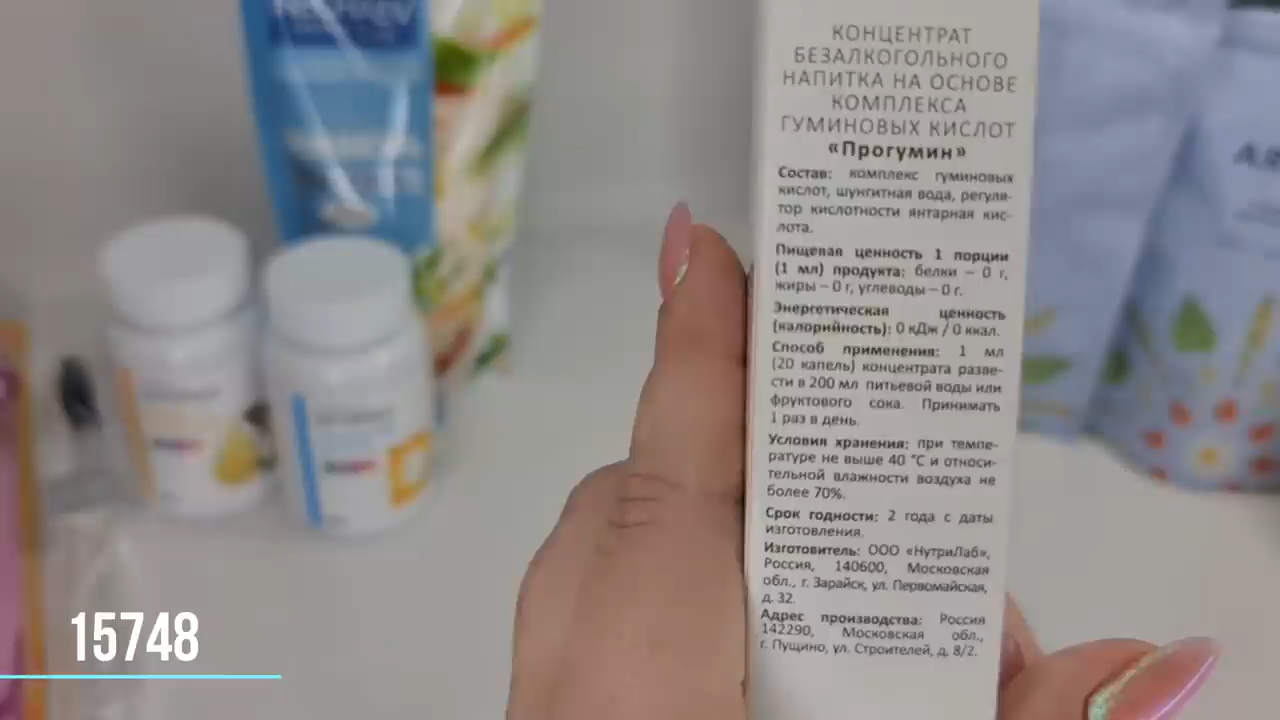 КОНЦЕНТРАТ
БЕЗАЛКОГОЛЬНОГО
НАПИТКА НА ОСНОВЕ
КОМПЛЕКСА
ГУМИНОВЫХ КИСЛОТ
«Прогумин»
Состав: комплекс гуминовых
кислот, шунгитная вода, регуля-
тор кислотности янтарная кис-
лота.
Пищевая ценность 1 порции
(1 мл) продукта: белки – 0 г,
жиры – 0 г, углеводы – 0 г.
Энергетическая ценность
(калорийность): 0 кДж / 0 ккал.
Способ применения: 1 мл
(20 капель) концентрата разве-
сти в 200 мл питьевой воды или
фруктового сока. Принимать
1 раз в день.
Условия хранения: при темпе-
ратуре не выше 40 °С и относи-
тельной влажности воздуха не
более 70%.
Срок годности: 2 года с даты
изготовления.
Изготовитель: ООО «НутриЛаб»,
Россия, 140600, Московская
обл., г. Зарайск, ул. Первомайская,
д. 32.
Адрес производства: Россия
142290, Московская обл.,
г. Пущино, ул. Строителей, д. 8/2.
15748